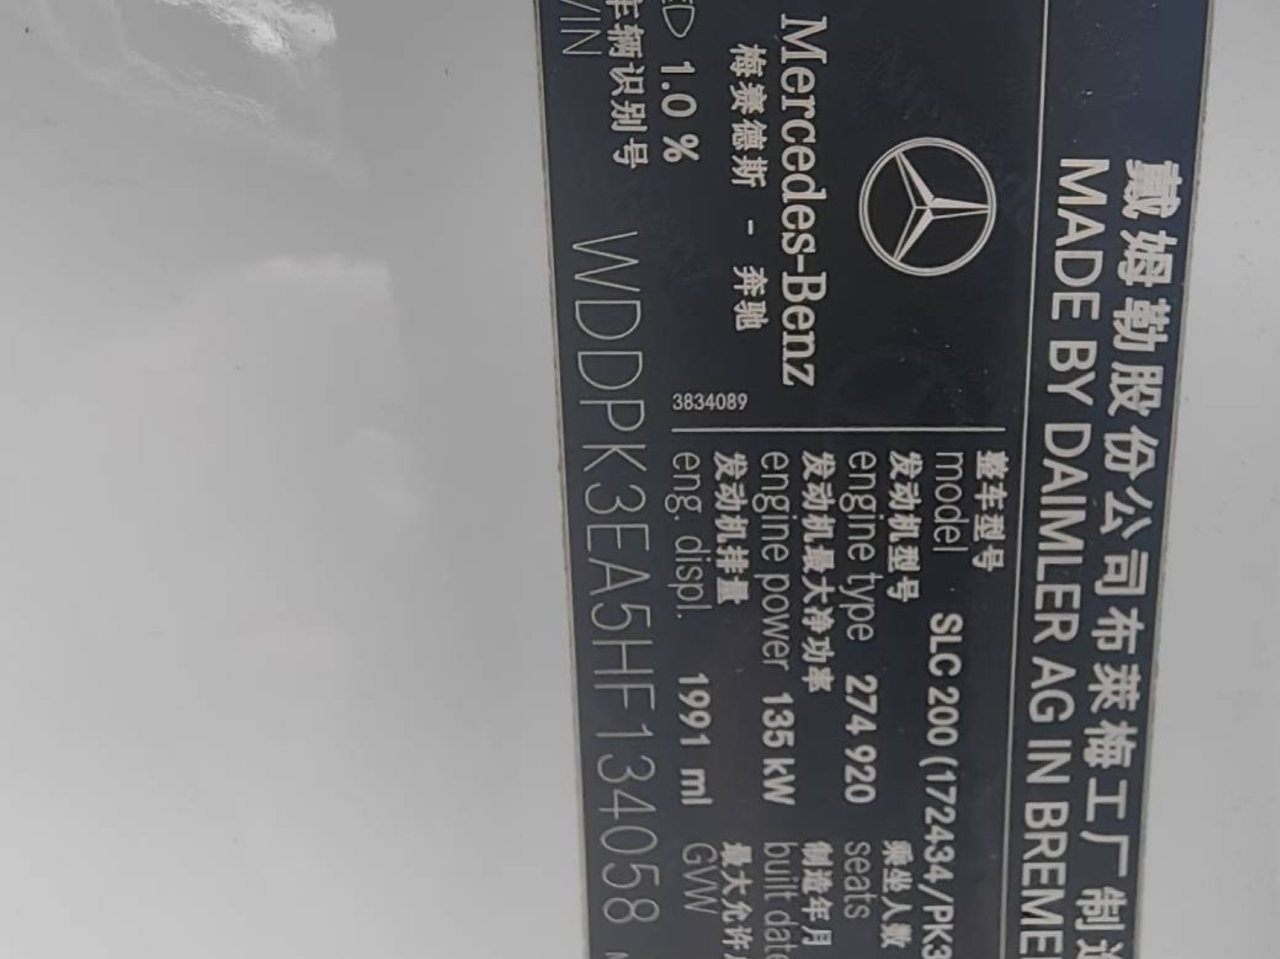 戴姆勒股份公司布莱梅工厂制造
MADE BY DAIMLER AG IN BREMEN
Mercedes-Benz
梅赛德斯 - 奔驰
3834089
整车型号
model SLC 200 (172434/PK3
发动机型号 乘坐人数
engine type 274 920 seats
发动机最大净功率 制造年月
engine power 135 kW built date
发动机排量 最大允许
eng. displ. 1991 ml GVW
1.0 %
车辆识别号
VIN WDDPK3EA5HF134058